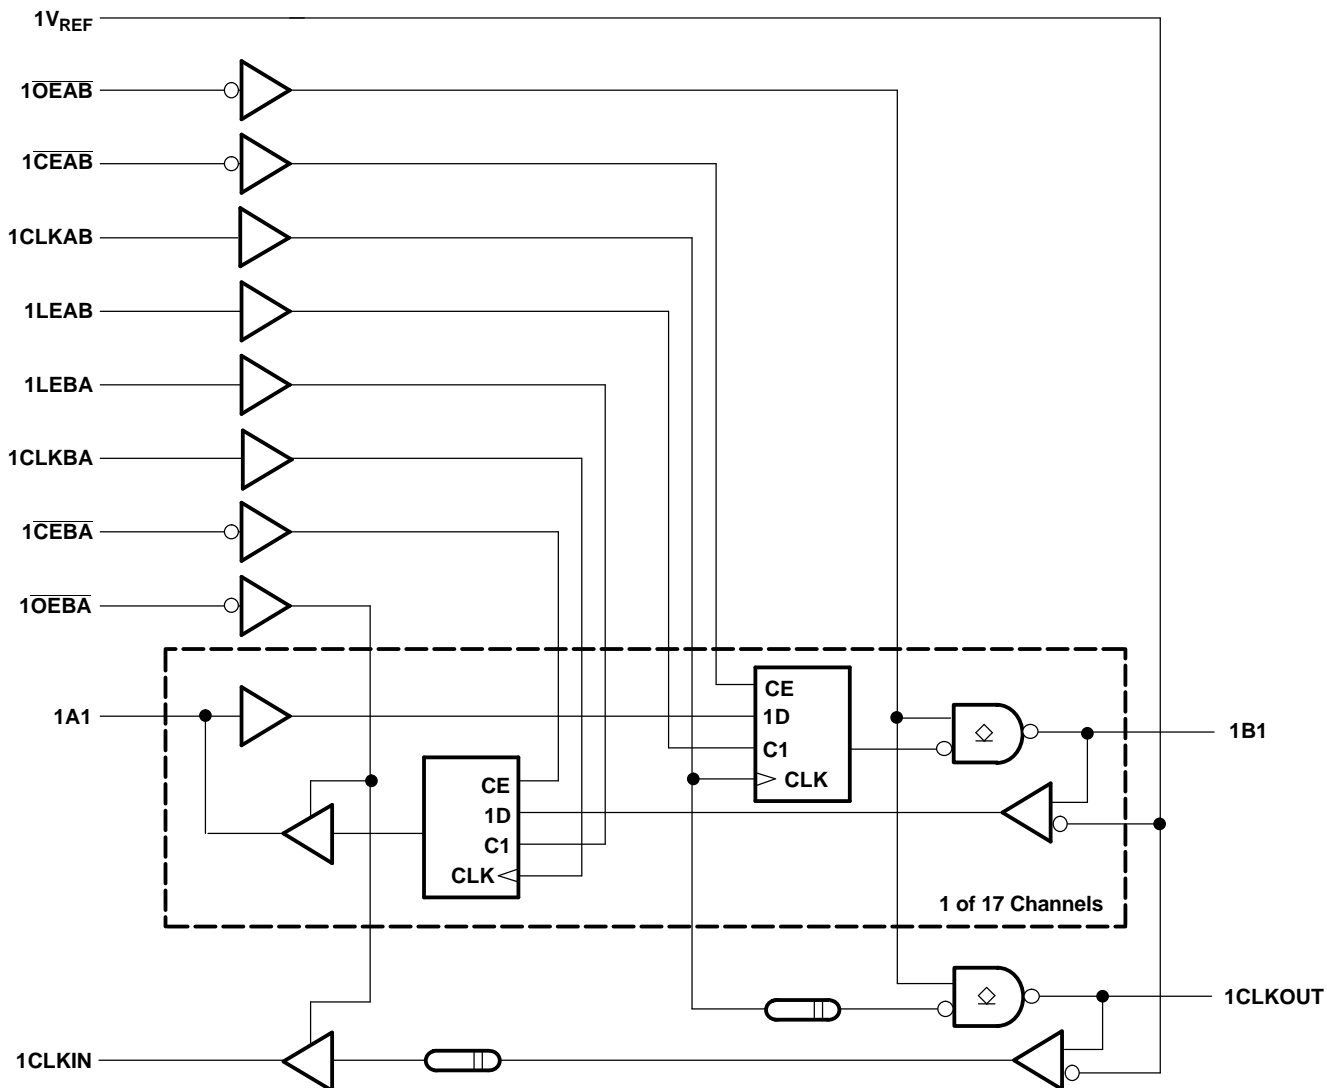 1VREF
1OEAB
1CEAB
1CLKAB
1LEAB
1LEBA
1CLKBA
1CEBA
1OEBA
1A1
CE
1D
C1
CLK
1B1
CE
1D
C1
CLK
1 of 17 Channels
1CLKOUT
1CLKIN